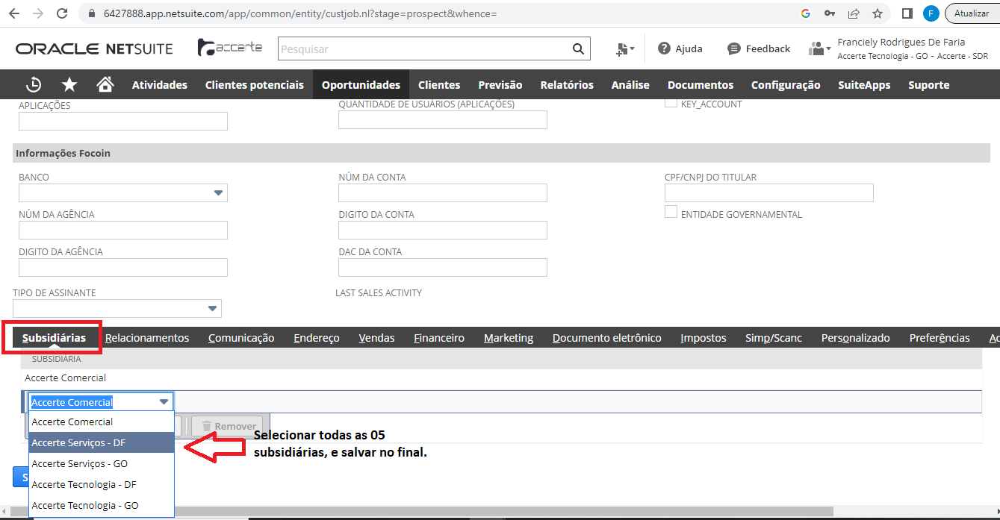 6427888.app.netsuite.com/app/common/entity/custjob.nl?stage=prospect&whence=
F
Atualizar
ORACLE NETSUITE
accerte
Pesquisar
Ajuda
Feedback
Franciely Rodrigues De Faria
Accerte Tecnologia - GO - Accerte - SDR
Atividades Clientes potenciais Oportunidades Clientes Previsão Relatórios Análise Documentos Configuração SuiteApps Suporte
APLICAÇÕES
QUANTIDADE DE USUÁRIOS (APLICAÇÕES)
KEY_ACCOUNT
Informações Focoin
BANCO
NÚM DA CONTA
CPF/CNPJ DO TITULAR
NÚM DA AGÊNCIA
DIGITO DA CONTA
ENTIDADE GOVERNAMENTAL
DIGITO DA AGÊNCIA
DAC DA CONTA
TIPO DE ASSINANTE
LAST SALES ACTIVITY
Subsidiárias Relacionamentos Comunicação Endereço Vendas Financeiro Marketing Documento eletrônico Impostos Simp/Scanc Personalizado Preferências
SUBSIDIÁRIA
Accerte Comercial
Accerte Comercial
Accerte Comercial
Remover
Accerte Serviços - DF
Accerte Serviços - GO
Accerte Tecnologia - DF
Accerte Tecnologia - GO
Selecionar todas as 05
subsidiárias, e salvar no final.